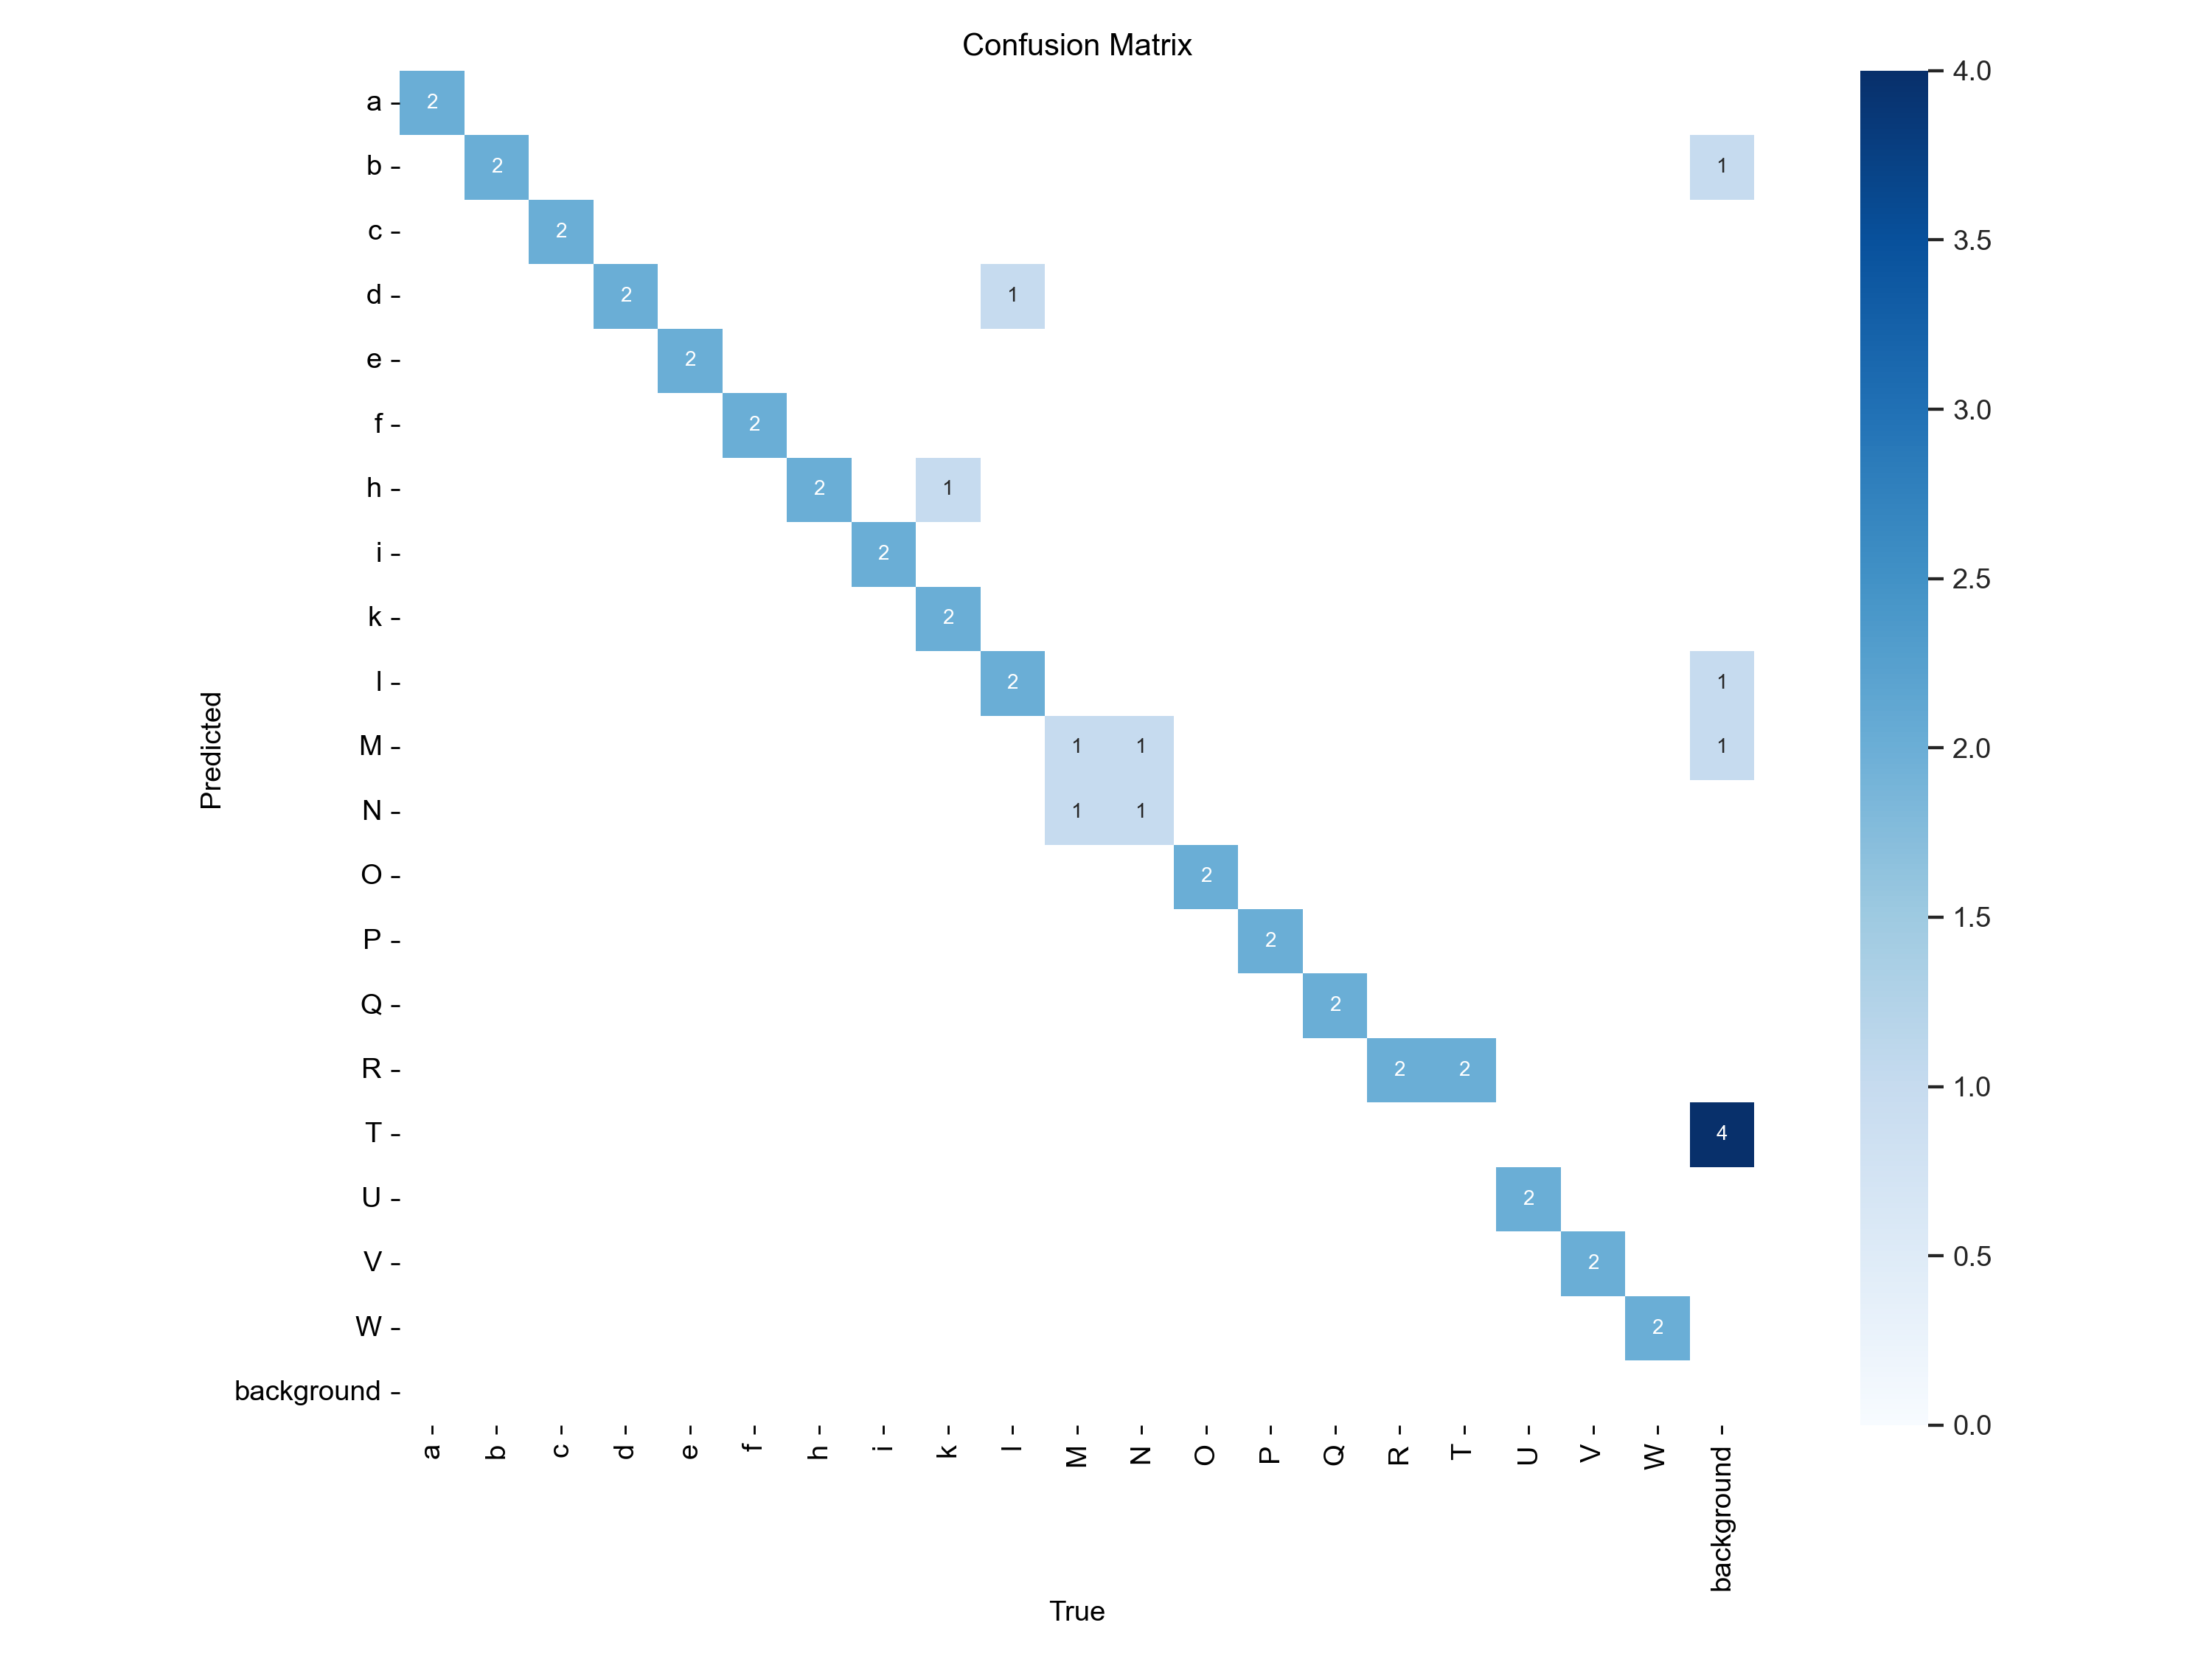 Confusion Matrix
a 2
b 2 1
c 2
d 2 1
e 2
f 2
h 2 1
i 2
k 2
l 2 1
M 1 1 1
N 1 1
O 2
P 2
Q 2
R 2 2
T 4
U 2
V 2
W 2
background
Predicted
a b c d e f h i k l M N O P Q R T U V W background
True
4.0
3.5
3.0
2.5
2.0
1.5
1.0
0.5
0.0